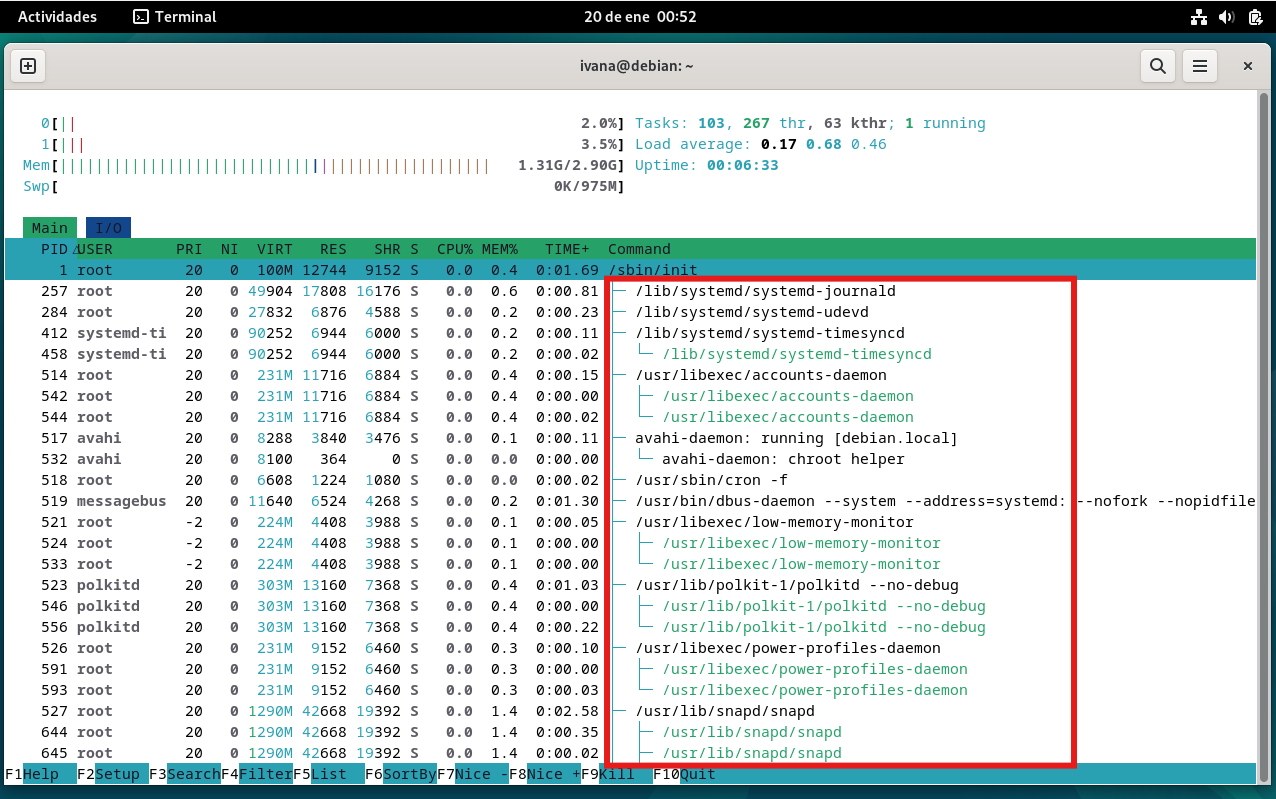 Actividades Terminal 20 de ene 00:52
ivana@debian: ~
0[|| 2.0%] Tasks: 103, 267 thr, 63 kthr; 1 running
1[||| 3.5%] Load average: 0.17 0.68 0.46
Mem[|||||||||||||||||||||||||||||||||||||||||||||||| 1.31G/2.90G] Uptime: 00:06:33
Swp[ 0K/975M]
Main I/O
PID△USER PRI NI VIRT RES SHR S CPU% MEM% TIME+ Command
1 root 20 0 100M 12744 9152 S 0.0 0.4 0:01.69 /sbin/init
257 root 20 0 49904 17808 16176 S 0.0 0.6 0:00.81 ├─ /lib/systemd/systemd-journald
284 root 20 0 27832 6876 4588 S 0.0 0.2 0:00.23 ├─ /lib/systemd/systemd-udevd
412 systemd-ti 20 0 90252 6944 6000 S 0.0 0.2 0:00.11 ├─ /lib/systemd/systemd-timesyncd
458 systemd-ti 20 0 90252 6944 6000 S 0.0 0.2 0:00.02 │ └─ /lib/systemd/systemd-timesyncd
514 root 20 0 231M 11716 6884 S 0.0 0.4 0:00.15 ├─ /usr/libexec/accounts-daemon
542 root 20 0 231M 11716 6884 S 0.0 0.4 0:00.00 │ ├─ /usr/libexec/accounts-daemon
544 root 20 0 231M 11716 6884 S 0.0 0.4 0:00.02 │ └─ /usr/libexec/accounts-daemon
517 avahi 20 0 8288 3840 3476 S 0.0 0.1 0:00.11 ├─ avahi-daemon: running [debian.local]
532 avahi 20 0 8100 364 0 S 0.0 0.0 0:00.00 │ └─ avahi-daemon: chroot helper
518 root 20 0 6608 1224 1080 S 0.0 0.0 0:00.02 ├─ /usr/sbin/cron -f
519 messagebus 20 0 11640 6524 4268 S 0.0 0.2 0:01.30 ├─ /usr/bin/dbus-daemon --system --address=systemd: --nofork --nopidfile
521 root -2 0 224M 4408 3988 S 0.0 0.1 0:00.05 ├─ /usr/libexec/low-memory-monitor
524 root -2 0 224M 4408 3988 S 0.0 0.1 0:00.00 │ ├─ /usr/libexec/low-memory-monitor
533 root -2 0 224M 4408 3988 S 0.0 0.1 0:00.00 │ └─ /usr/libexec/low-memory-monitor
523 polkitd 20 0 303M 13160 7368 S 0.0 0.4 0:01.03 ├─ /usr/lib/polkit-1/polkitd --no-debug
546 polkitd 20 0 303M 13160 7368 S 0.0 0.4 0:00.00 │ ├─ /usr/lib/polkit-1/polkitd --no-debug
556 polkitd 20 0 303M 13160 7368 S 0.0 0.4 0:00.22 │ └─ /usr/lib/polkit-1/polkitd --no-debug
526 root 20 0 231M 9152 6460 S 0.0 0.3 0:00.10 ├─ /usr/libexec/power-profiles-daemon
591 root 20 0 231M 9152 6460 S 0.0 0.3 0:00.00 │ ├─ /usr/libexec/power-profiles-daemon
593 root 20 0 231M 9152 6460 S 0.0 0.3 0:00.03 │ └─ /usr/libexec/power-profiles-daemon
527 root 20 0 1290M 42668 19392 S 0.0 1.4 0:02.58 ├─ /usr/lib/snapd/snapd
644 root 20 0 1290M 42668 19392 S 0.0 1.4 0:00.35 │ ├─ /usr/lib/snapd/snapd
645 root 20 0 1290M 42668 19392 S 0.0 1.4 0:00.02 │ ├─ /usr/lib/snapd/snapd
F1Help F2Setup F3SearchF4FilterF5List F6SortByF7Nice -F8Nice +F9Kill F10Quit